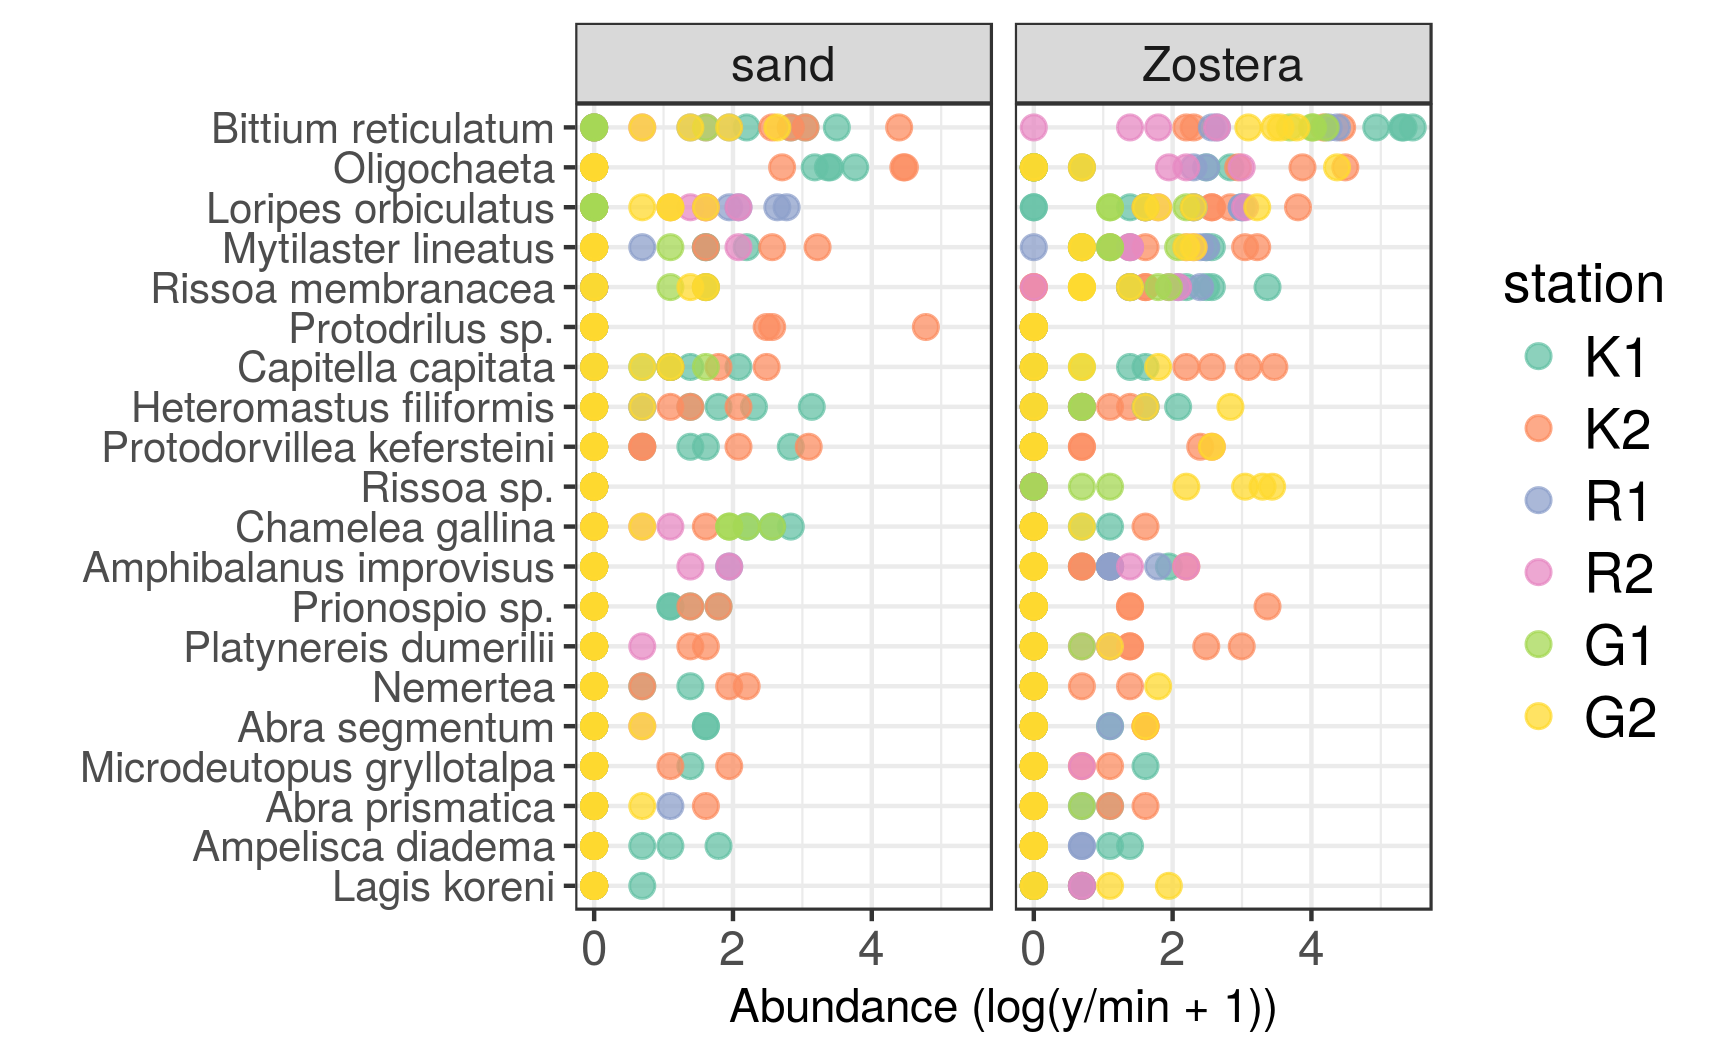 sand
Zostera
Bittium reticulatum
Oligochaeta
Loripes orbiculatus
Mytilaster lineatus
Rissoa membranacea
Protodrilus sp.
Capitella capitata
Heteromastus filiformis
Protodorvillea kefersteini
Rissoa sp.
Chamelea gallina
Amphibalanus improvisus
Prionospio sp.
Platynereis dumerilii
Nemertea
Abra segmentum
Microdeutopus gryllotalpa
Abra prismatica
Ampelisca diadema
Lagis koreni
0 2 4
0 2 4
Abundance (log(y/min + 1))
station
K1
K2
R1
R2
G1
G2